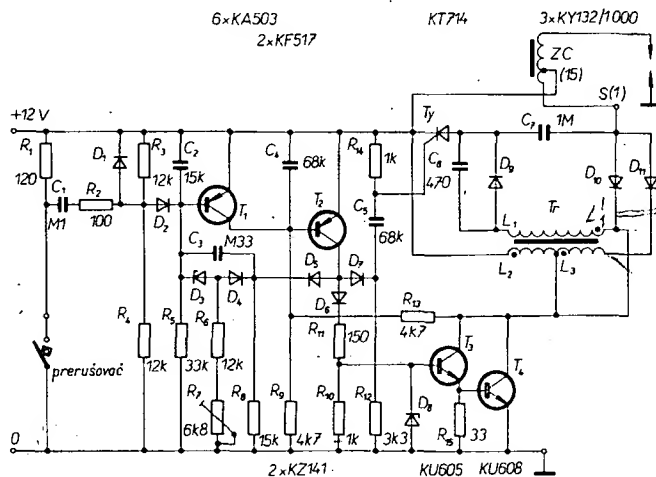 6×KA503
2×KF517
KT714
3×KY132/1000
ZC
(15)
S(1)
+12 V
R1
120
D1
R3
12k
C2
15k
C4
68k
T2
R14
1k
Ty
C7
1M
C8
470
D9
D10
D11
C1
M1
R2
100
D2
T1
C5
68k
L1
Tr
L'1
C3
M33
L2
L3
D3
D4
D5
D7
D6
R13
4k7
R4
12k
R5
33k
R6
12k
R11
150
T3
T4
přerušovač
R7
6k8
R8
15k
R9
4k7
R10
1k
R12
3k3
D8
R15
33
0
2×KZ141
KU605
KU608